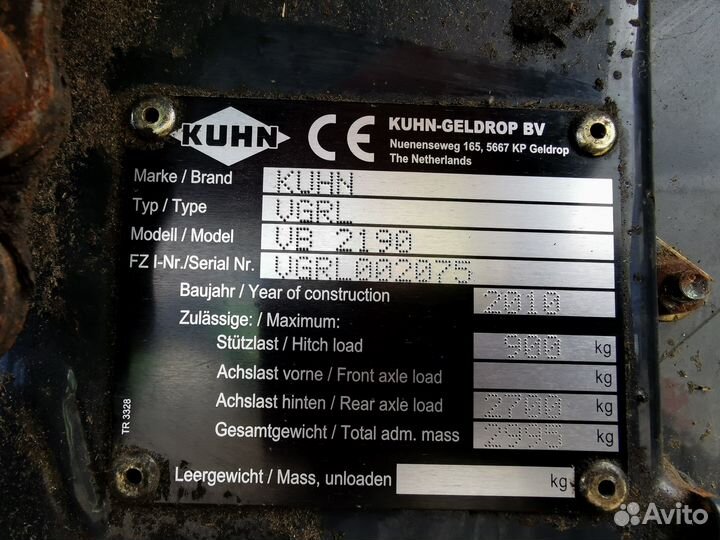 KUHN CE KUHN-GELDROP BV
Nuenenseweg 165, 5667 KP Geldrop
The Netherlands
Marke / Brand KUHN
Typ / Type VGRL
Modell / Model VB 2190
FZ I-Nr./Serial Nr. VGRL002075
Baujahr / Year of construction 2010
Zulässige: / Maximum:
Stützlast / Hitch load 900 kg
Achslast vorne / Front axle load kg
Achslast hinten / Rear axle load 2700 kg
Gesamtgewicht / Total adm. mass 2995 kg
Leergewicht / Mass, unloaden kg
TR 3328
Avito